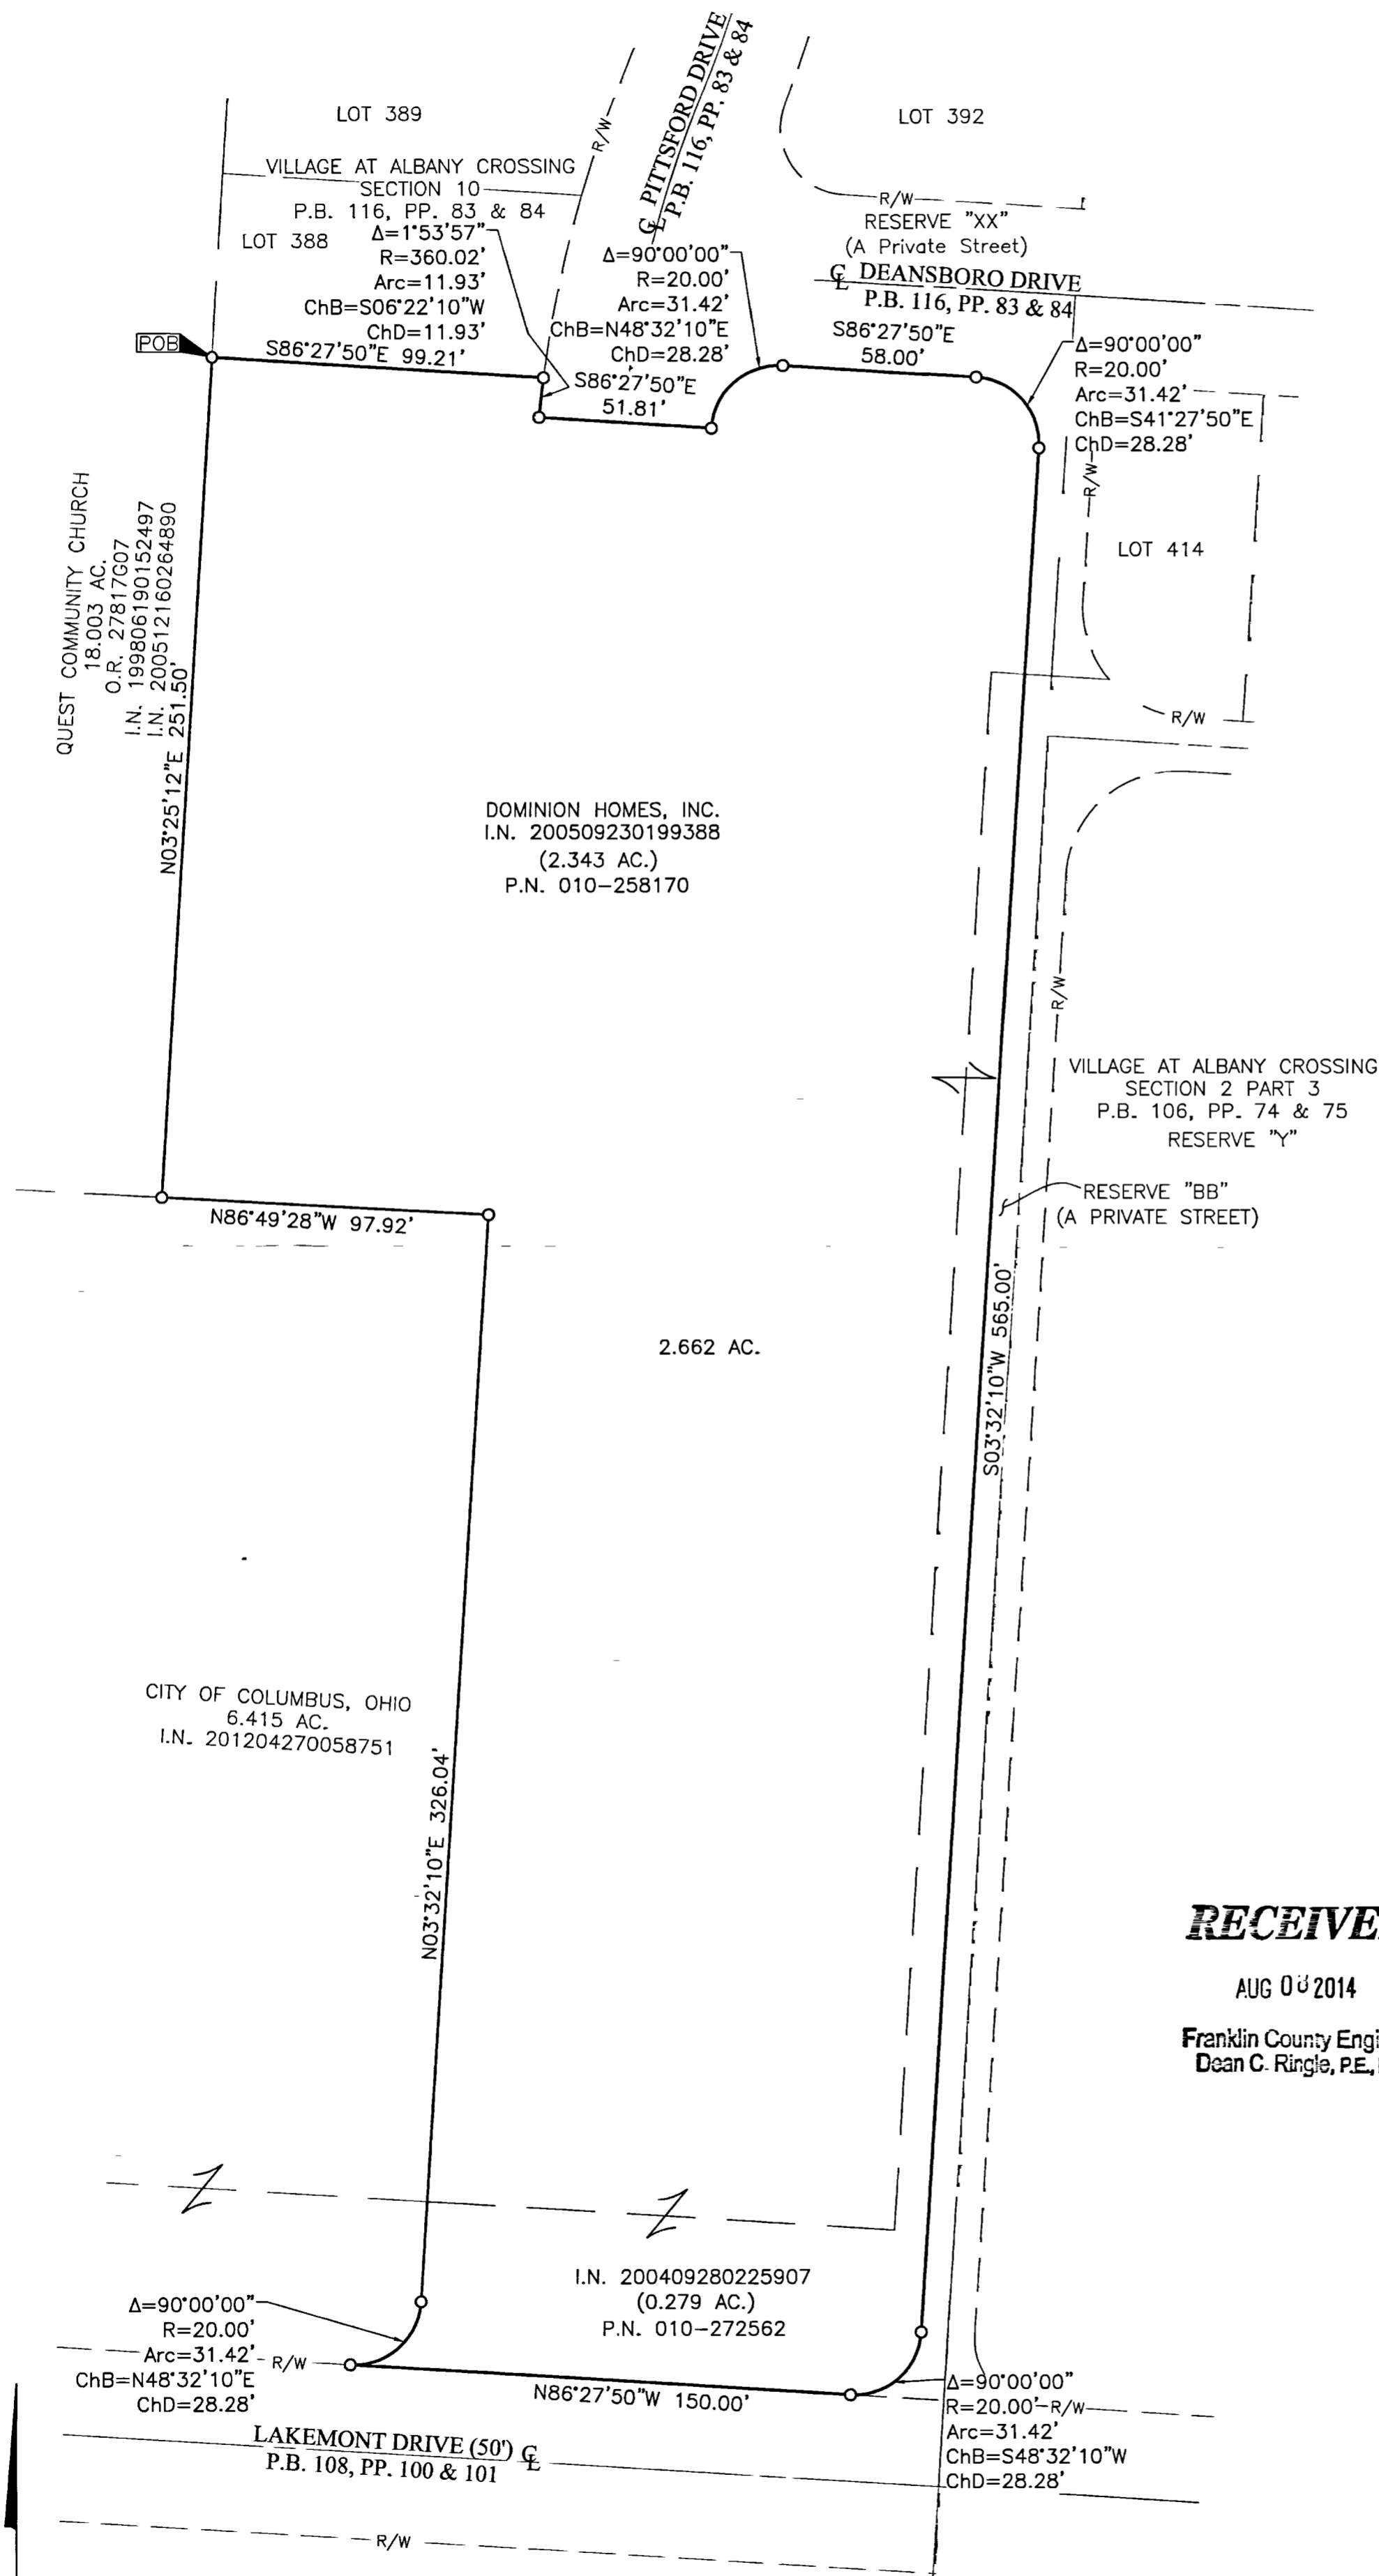 PITTSFORD DRIVE
P.B. 116, PP. 83 & 84
LOT 389
LOT 392
R/W
VILLAGE AT ALBANY CROSSING
SECTION 10
P.B. 116, PP. 83 & 84
LOT 388
R/W
RESERVE "XX"
(A Private Street)
DEANSBORO DRIVE
P.B. 116, PP. 83 & 84
Δ=1°53'57"
R=360.02'
Arc=11.93'
ChB=S06°22'10"W
ChD=11.93'
Δ=90°00'00"
R=20.00'
Arc=31.42'
ChB=N48°32'10"E
ChD=28.28'
S86°27'50"E
58.00'
Δ=90°00'00"
R=20.00'
Arc=31.42'
ChB=S41°27'50"E
ChD=28.28'
POB
S86°27'50"E 99.21'
S86°27'50"E
51.81'
R/W
LOT 414
R/W
QUEST COMMUNITY CHURCH
18.003 AC.
O.R. 27817G07
I.N. 199806190152497
I.N. 200512160264890
N03°25'12"E 251.50'
DOMINION HOMES, INC.
I.N. 200509230199388
(2.343 AC.)
P.N. 010-258170
R/W
VILLAGE AT ALBANY CROSSING
SECTION 2 PART 3
P.B. 106, PP. 74 & 75
RESERVE "Y"
RESERVE "BB"
(A PRIVATE STREET)
N86°49'28"W 97.92'
2.662 AC.
S03°32'10"W 565.00'
CITY OF COLUMBUS, OHIO
6.415 AC.
I.N. 201204270058751
N03°32'10"E 326.04'
RECEIVE
AUG 2014
Franklin County Engi
Dean C. Ringle, P.E.,
I.N. 200409280225907
(0.279 AC.)
P.N. 010-272562
Δ=90°00'00"
R=20.00'
Arc=31.42'
R/W
ChB=N48°32'10"E
ChD=28.28'
N86°27'50"W 150.00'
Δ=90°00'00"
R=20.00'
R/W
Arc=31.42'
ChB=S48°32'10"W
ChD=28.28'
LAKEMONT DRIVE (50')
P.B. 108, PP. 100 & 101
R/W